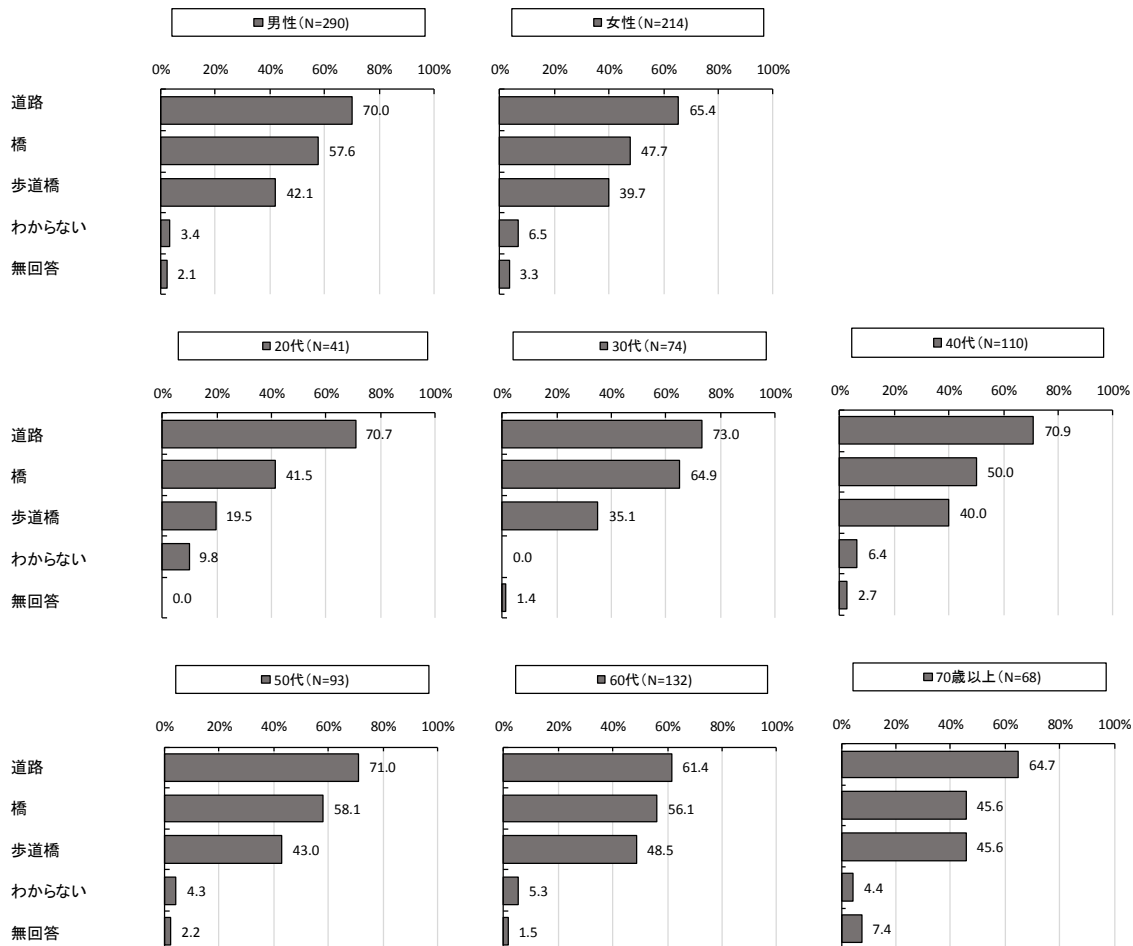 男性(N=290) 女性(N=214)
0% 20% 40% 60% 80% 100% 0% 20% 40% 60% 80% 100%
道路 70.0 65.4
橋 57.6 47.7
歩道橋 42.1 39.7
わからない 3.4 6.5
無回答 2.1 3.3
20代(N=41) 30代(N=74) 40代(N=110)
0% 20% 40% 60% 80% 100% 0% 20% 40% 60% 80% 100% 0% 20% 40% 60% 80% 100%
道路 70.7 73.0 70.9
橋 41.5 64.9 50.0
歩道橋 19.5 35.1 40.0
わからない 9.8 0.0 6.4
無回答 0.0 1.4 2.7
50代(N=93) 60代(N=132) 70歳以上(N=68)
0% 20% 40% 60% 80% 100% 0% 20% 40% 60% 80% 100% 0% 20% 40% 60% 80% 100%
道路 71.0 61.4 64.7
橋 58.1 56.1 45.6
歩道橋 43.0 48.5 45.6
わからない 4.3 5.3 4.4
無回答 2.2 1.5 7.4